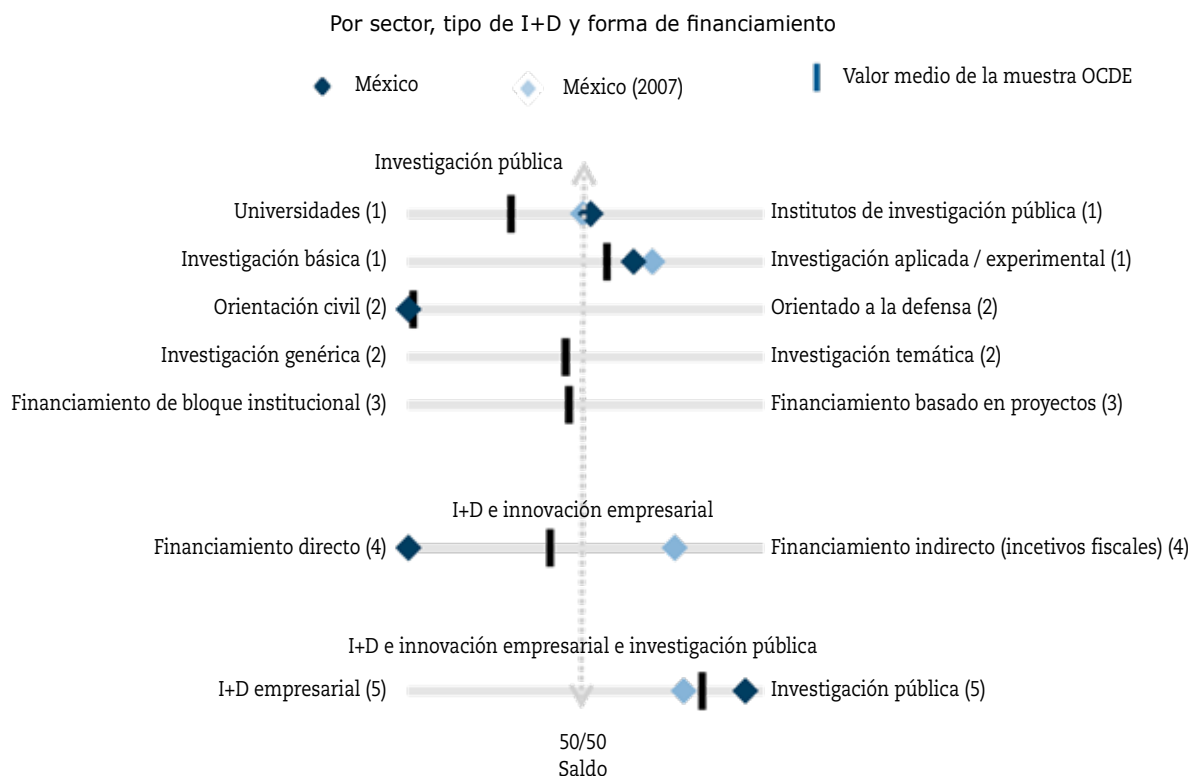 Por sector, tipo de I+D y forma de financiamiento
México
México (2007)
Valor medio de la muestra OCDE
Investigación pública
Universidades (1)
Institutos de investigación pública (1)
Investigación básica (1)
Investigación aplicada / experimental (1)
Orientación civil (2)
Orientado a la defensa (2)
Investigación genérica (2)
Investigación temática (2)
Financiamiento de bloque institucional (3)
Financiamiento basado en proyectos (3)
I+D e innovación empresarial
Financiamiento directo (4)
Financiamiento indirecto (incetivos fiscales) (4)
I+D e innovación empresarial e investigación pública
I+D empresarial (5)
Investigación pública (5)
50/50
Saldo